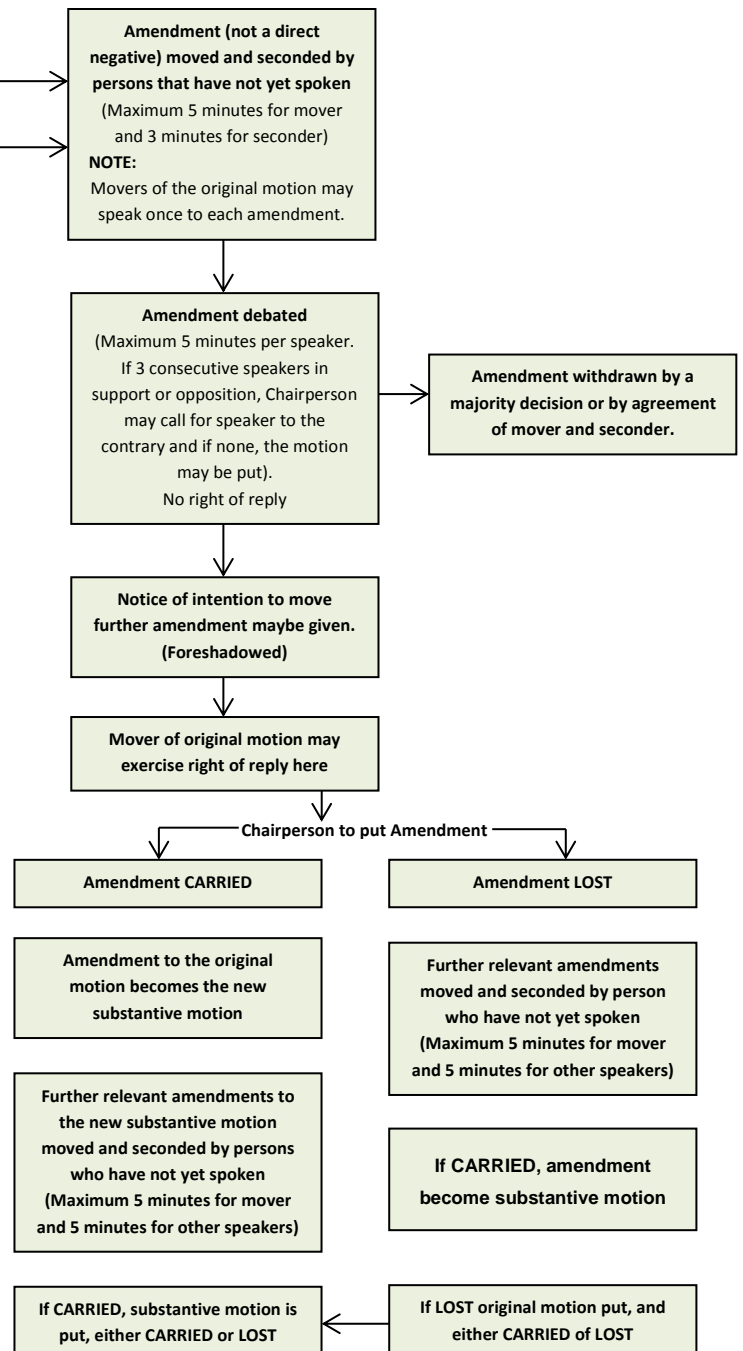 Amendment (not a direct
negative) moved and seconded by
persons that have not yet spoken
(Maximum 5 minutes for mover
and 3 minutes for seconder)
NOTE:
Movers of the original motion may
speak once to each amendment.
Amendment debated
(Maximum 5 minutes per speaker.
If 3 consecutive speakers in
support or opposition, Chairperson
may call for speaker to the
contrary and if none, the motion
may be put).
No right of reply
Amendment withdrawn by a
majority decision or by agreement
of mover and seconder.
Notice of intention to move
further amendment maybe given.
(Foreshadowed)
Mover of original motion may
exercise right of reply here
Chairperson to put Amendment
Amendment CARRIED
Amendment to the original
motion becomes the new
substantive motion
Further relevant amendments to
the new substantive motion
moved and seconded by persons
who have not yet spoken
(Maximum 5 minutes for mover
and 5 minutes for other speakers)
If CARRIED, substantive motion is
put, either CARRIED or LOST
Amendment LOST
Further relevant amendments
moved and seconded by person
who have not yet spoken
(Maximum 5 minutes for mover
and 5 minutes for other speakers)
If CARRIED, amendment
become substantive motion
If LOST original motion put, and
either CARRIED of LOST